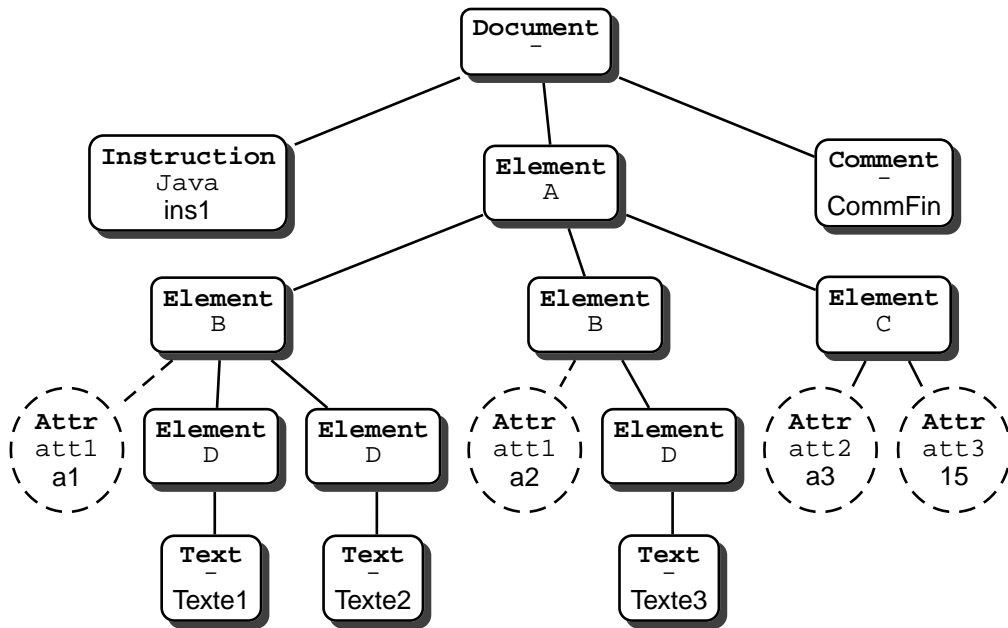 Document
-
Instruction
Java
ins1
Element
A
Comment
-
CommFin
Element
B
Element
B
Element
C
Attr
att1
a1
Element
D
Element
D
Attr
att1
a2
Element
D
Attr
att2
a3
Attr
att3
15
Text
-
Texte1
Text
-
Texte2
Text
-
Texte3